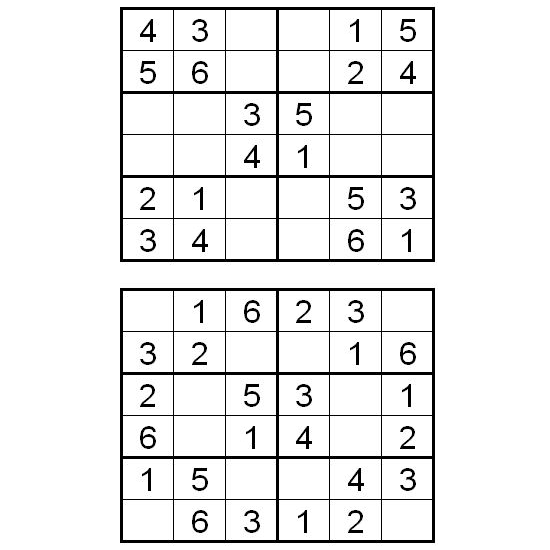 4 3 1 5
5 6 2 4
3 5
4 1
2 1 5 3
3 4 6 1
1 6 2 3
3 2 1 6
2 5 3 1
6 1 4 2
1 5 4 3
6 3 1 2